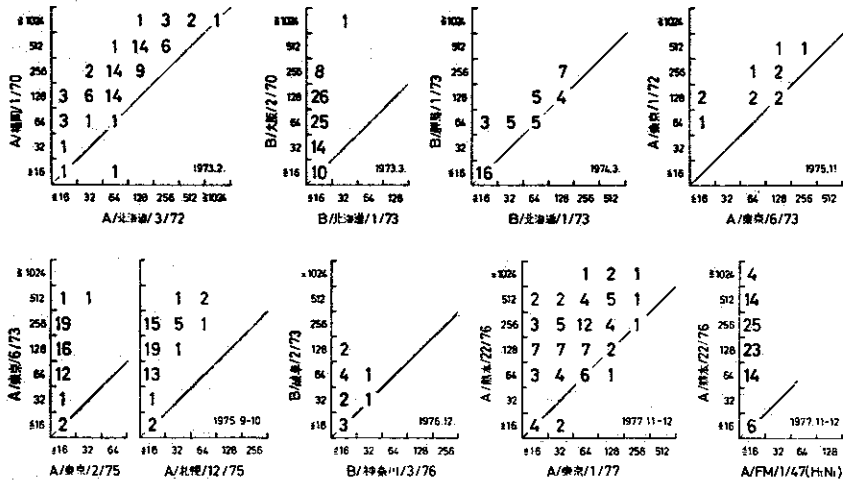 ≧1024 1 3 2 1
512 1 14 6
256 2 14 9
128 3 6 14
64 3 1 1
32 1
≦16 1 1
1973.2.
≦16 32 64 128 256 512 ≧1024
A/福岡/1/70
A/北海道/3/72
≧1024 1
512
256 8
128 26
64 25
32 14
≦16 10
1973.3.
≦16 32 64 128
B/大阪/2/70
B/北海道/1/73
≧1024
512
256 7
128 5 4
64 3 5 5
32
≦16 16
1974.3.
≦16 32 64 128 256 512
B/群馬/1/73
B/北海道/1/73
≧1024
512 1 1
256 1 2
128 2 2 2
64 1
32
≦16
1975.11
≦16 32 64 128 256 512
A/東京/1/72
A/東京/6/73
≧1024
512 1 1
256 19
128 16
64 12
32 1
≦16 2
≦16 32 64
A/東京/6/73
A/東京/2/75
1 2
15 5 1
19 1
13
1
2
1975 9-10
≦16 32 64 128 256
A/札幌/12/75
≧1024
512
256
128 2
64 4 1
32 2 1
≦16 3
1976.12.
≦16 32 64 128 256
B/岐阜/2/73
B/神奈川/3/76
≧1024 1 2 1
512 2 2 4 5 1
256 3 5 12 4 1
128 7 7 7 2
64 3 4 6 1
32
≦16 4 2
1977 11-12
≦16 32 64 128 256 512
A/熊本/22/76
A/東京/1/77
≧1024 4
512 14
256 25
128 23
64 14
32
≦16 6
1977.11-12
≦16 32 64 128
A/熊本/22/76
A/FM/1/47(H1N1)